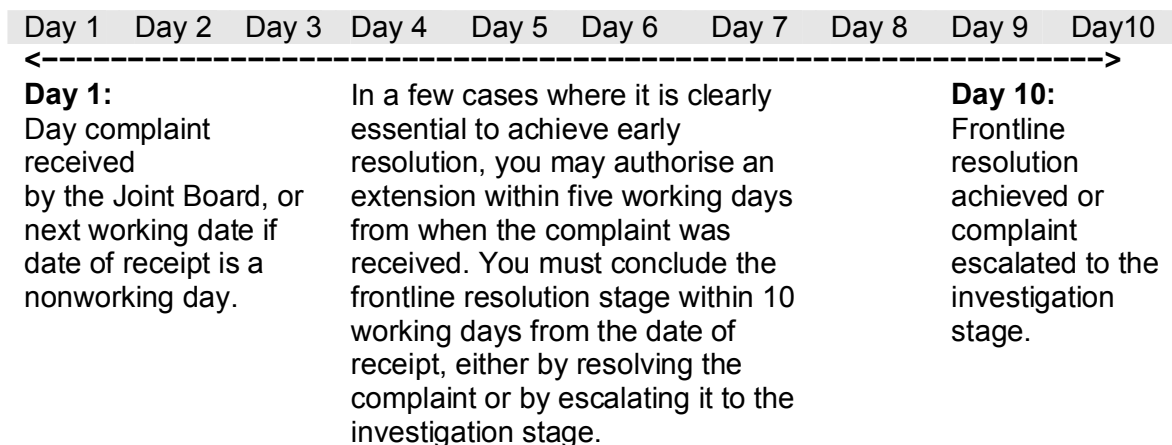 Day 1 Day 2 Day 3 Day 4 Day 5 Day 6 Day 7 Day 8 Day 9 Day10
Day 1:
Day complaint
received
by the Joint Board, or
next working date if
date of receipt is a
nonworking day.
In a few cases where it is clearly
essential to achieve early
resolution, you may authorise an
extension within five working days
from when the complaint was
received. You must conclude the
frontline resolution stage within 10
working days from the date of
receipt, either by resolving the
complaint or by escalating it to the
investigation stage.
Day 10:
Frontline
resolution
achieved or
complaint
escalated to the
investigation
stage.